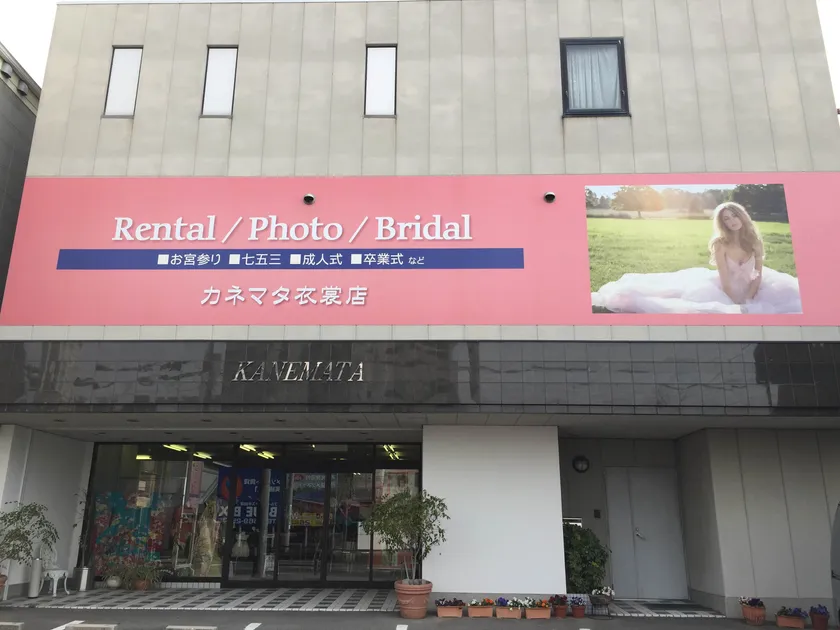 Rental / Photo / Bridal
■お宮参り ■七五三 ■成人式 ■卒業式 など
カネマタ衣裳店
KANEMATA